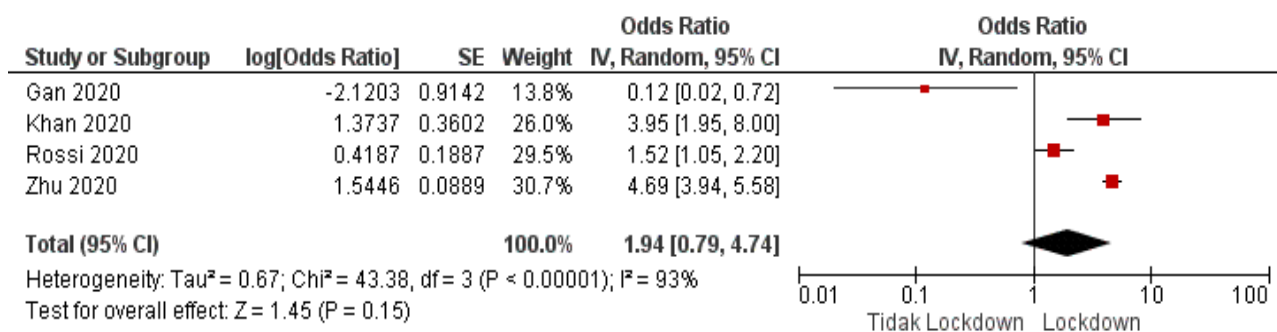 Odds Ratio Odds Ratio
Study or Subgroup log[Odds Ratio] SE Weight IV, Random, 95% CI IV, Random, 95% CI
Gan 2020 -2.1203 0.9142 13.8% 0.12 [0.02, 0.72]
Khan 2020 1.3737 0.3602 26.0% 3.95 [1.95, 8.00]
Rossi 2020 0.4187 0.1887 29.5% 1.52 [1.05, 2.20]
Zhu 2020 1.5446 0.0889 30.7% 4.69 [3.94, 5.58]
Total (95% CI) 100.0% 1.94 [0.79, 4.74]
Heterogeneity: Tau² = 0.67; Chi² = 43.38, df = 3 (P < 0.00001); I² = 93%
Test for overall effect: Z = 1.45 (P = 0.15)
0.01 0.1 1 10 100
Tidak Lockdown Lockdown